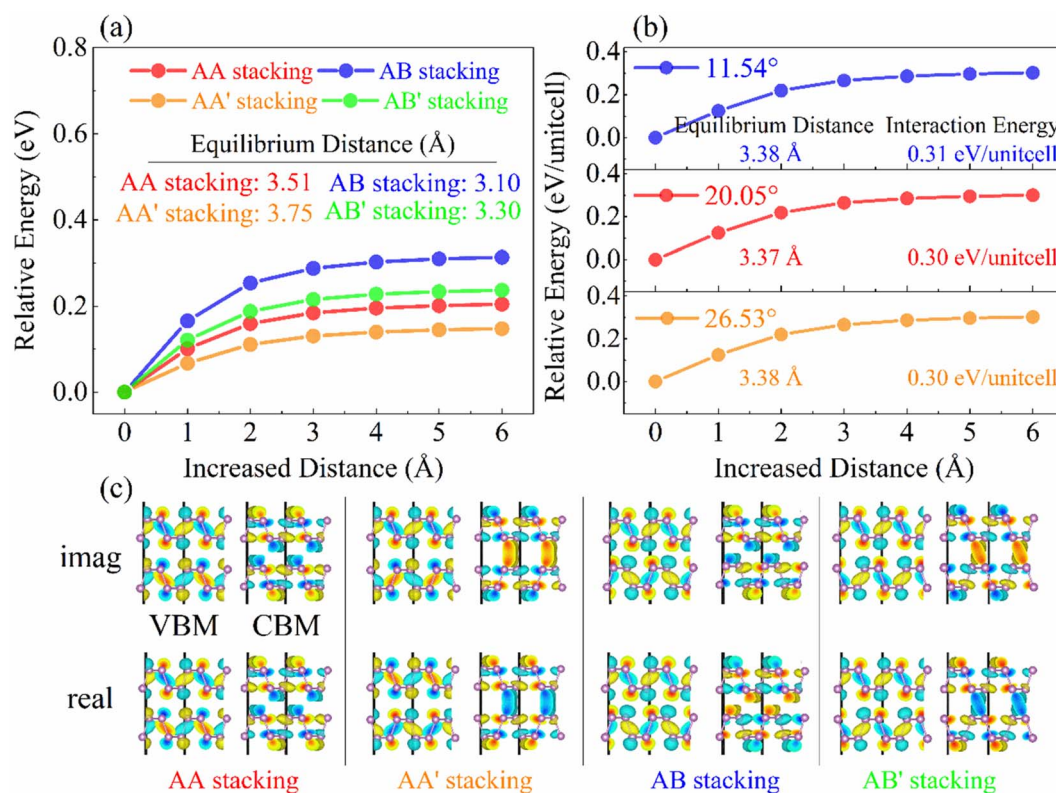 (a)
0.8
0.6
0.4
0.2
0.0
Relative Energy (eV)
AA stacking AB stacking
AA' stacking AB' stacking
Equilibrium Distance (Å)
AA stacking: 3.51 AB stacking: 3.10
AA' stacking: 3.75 AB' stacking: 3.30
0 1 2 3 4 5 6
Increased Distance (Å)
(b)
Relative Energy (eV/unitcell)
0.4
0.2
0.0
11.54°
Equilibrium Distance Interaction Energy
3.38 Å 0.31 eV/unitcell
0.4
0.2
0.0
20.05°
3.37 Å 0.30 eV/unitcell
0.4
0.2
0.0
26.53°
3.38 Å 0.30 eV/unitcell
0 1 2 3 4 5 6
Increased Distance (Å)
(c)
imag
VBM CBM
real
AA stacking AA' stacking AB stacking AB' stacking